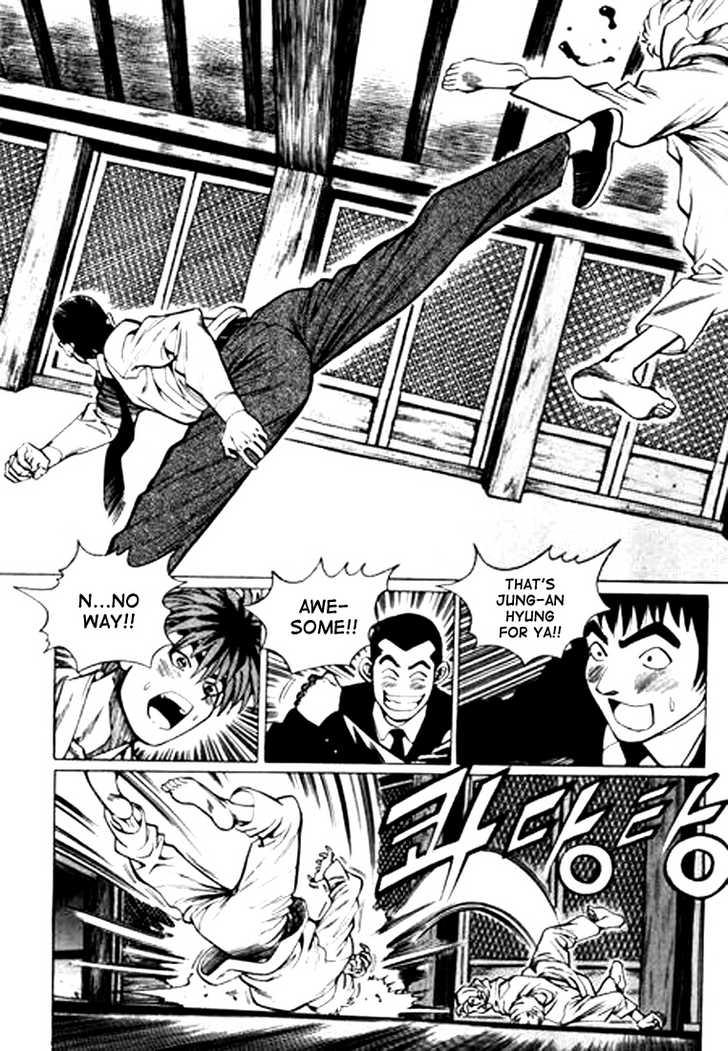 N...NO
WAY!!
AWE-
SOME!!
THAT'S
JUNG-AN
HYUNG
FOR YA!!
콰당탕